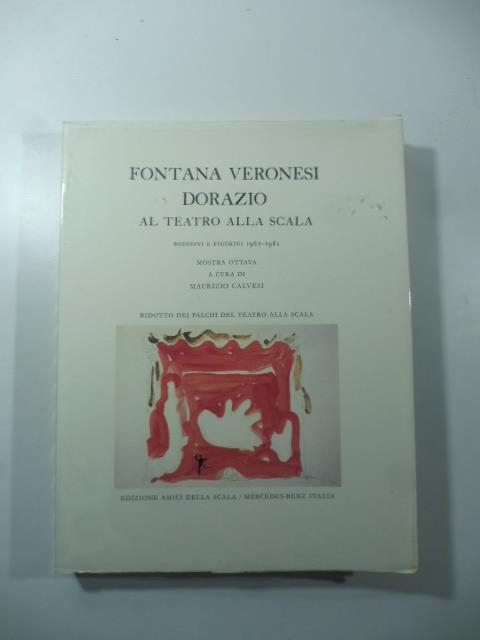 FONTANA VERONESI
DORAZIO
AL TEATRO ALLA SCALA
BOZZETTI E FIGURINI 1967-1982
MOSTRA OTTAVA
A CURA DI
MAURIZIO CALVESI
RIDOTTO DEI PALCHI DEL TEATRO ALLA SCALA
EDIZIONE AMICI DELLA SCALA / MERCEDES-BENZ ITALIA